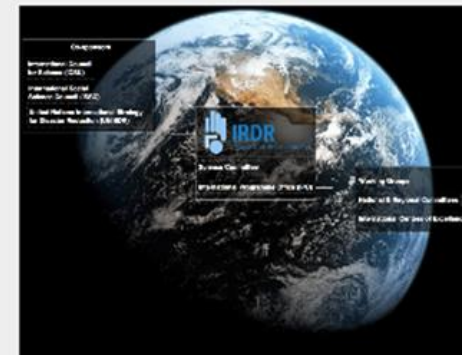 Co-sponsors
International Council
for Science (ICSU)
International Social
Science Council (ISSC)
United Nations International Strategy
for Disaster Reduction (UNISDR)
IRDR
Science Committee
International Programme Office (IPO)
Working Groups
National & Regional Committees
International Centres of Excellence